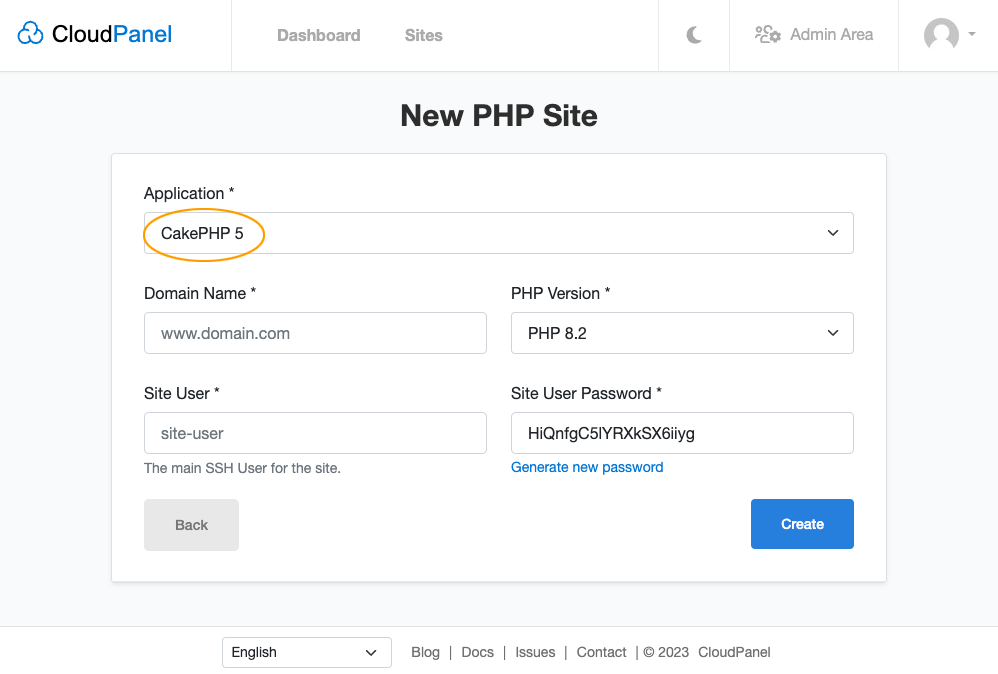 CloudPanel
Dashboard Sites Admin Area
New PHP Site
Application *
CakePHP 5
Domain Name * PHP Version *
www.domain.com PHP 8.2
Site User * Site User Password *
site-user HiQnfgC5lYRXkSX6iiyg
The main SSH User for the site. Generate new password
Back Create
English Blog | Docs | Issues | Contact | © 2023 CloudPanel